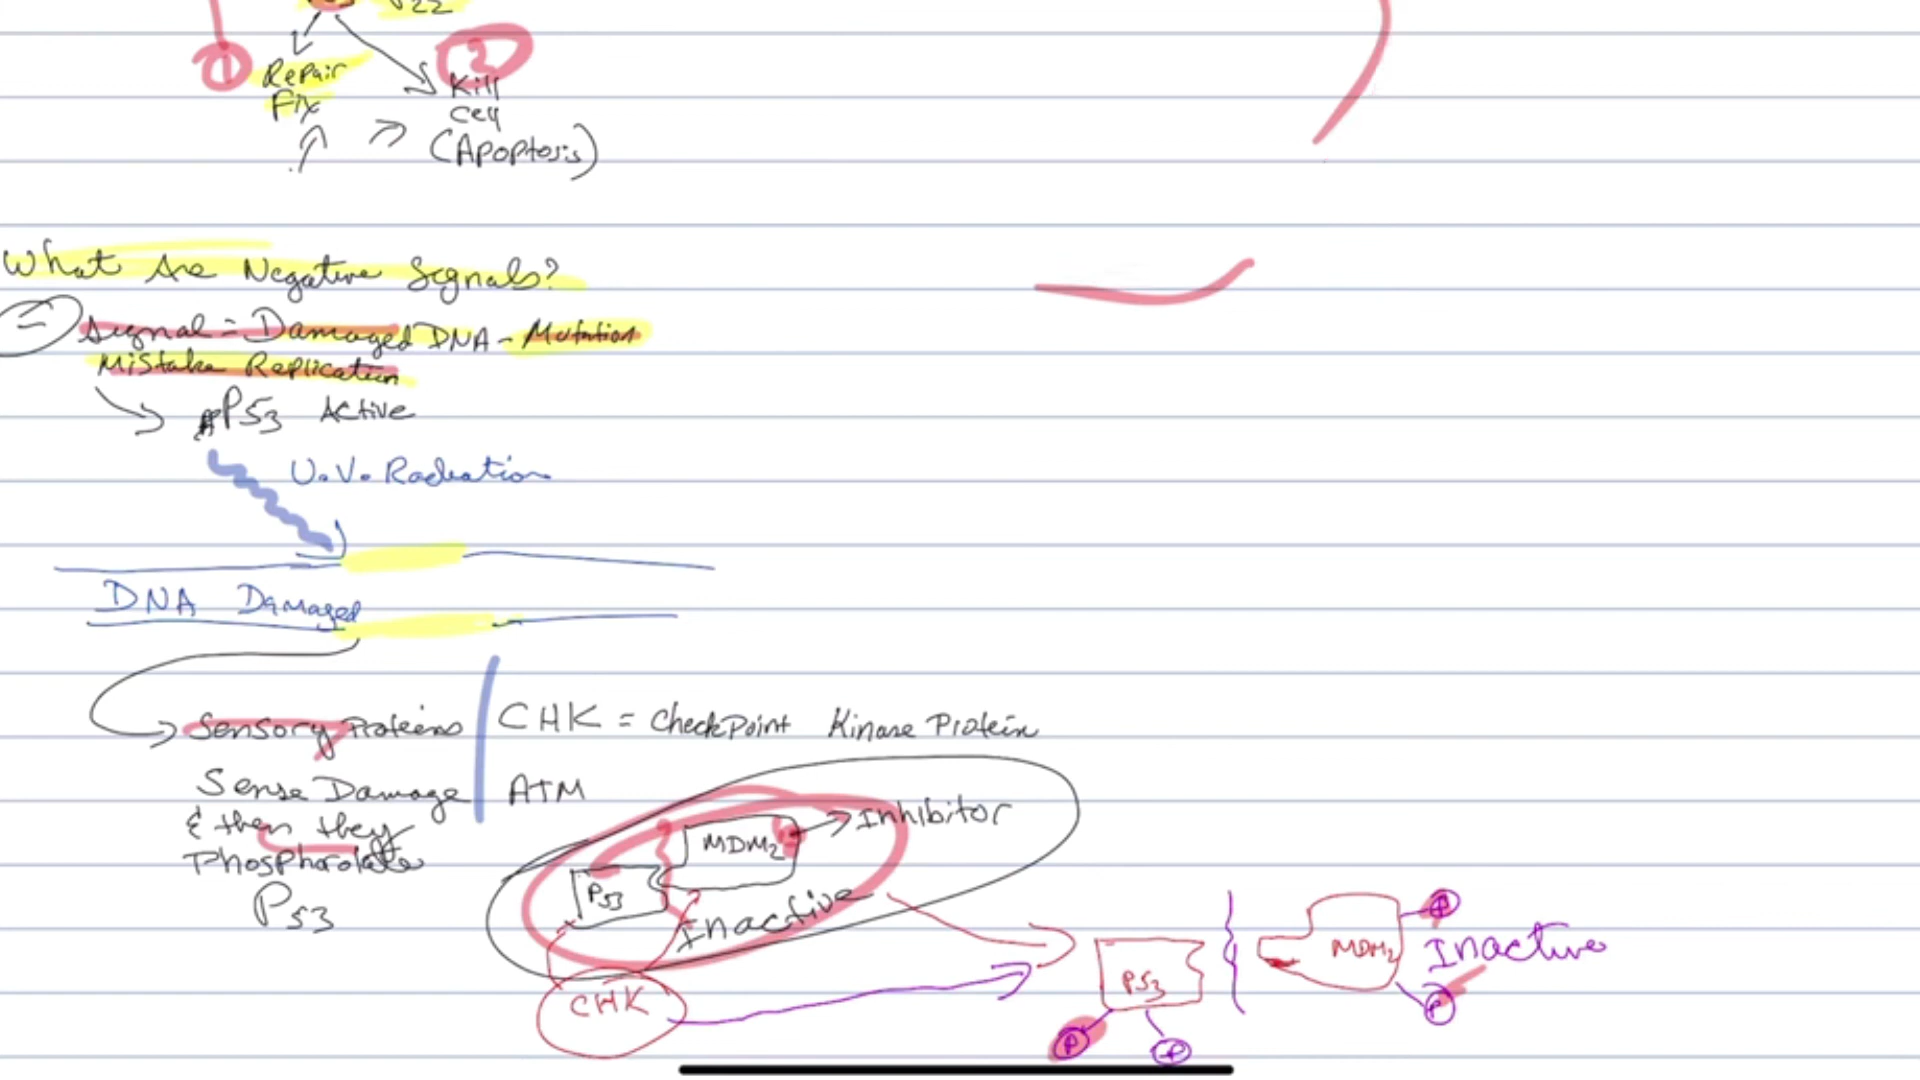 ①
Repair
Fix
②
Kill
Cell
(Apoptosis)
What Are Negative Signals?
Signal = Damaged DNA - Mutation
Mistake Replication
P53 Active
U.V. Radiation
DNA Damaged
Sensory Proteins
CHK = CheckPoint Kinase Protein
Sense Damage
ATM
& then they
Phosphorolate
P53
MDM2
Inhibitor
P53
Inactive
CHK
P53
P
P
MDM2
P
Inactive
P